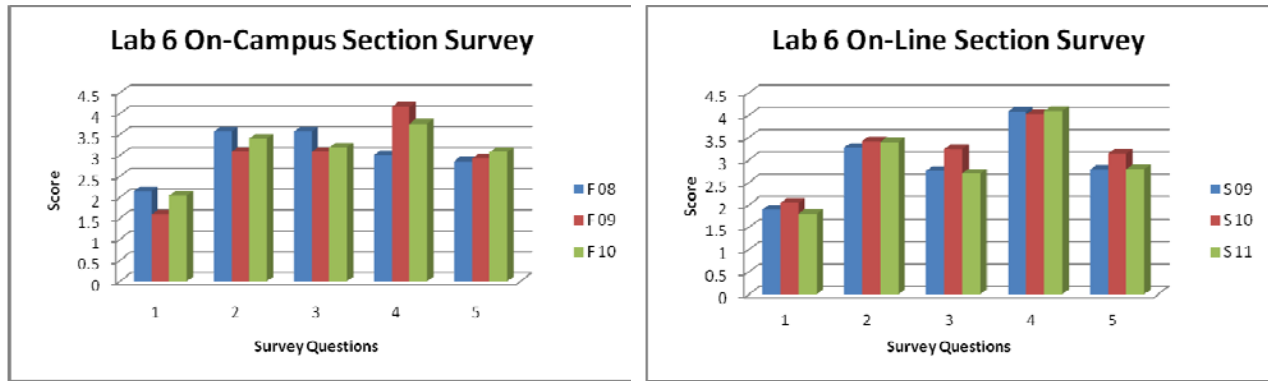 Lab 6 On-Campus Section Survey
4.5
4
3.5
3
2.5
2
1.5
1
0.5
0
Score
1 2 3 4 5
Survey Questions
F 08
F 09
F 10
Lab 6 On-Line Section Survey
4.5
4
3.5
3
2.5
2
1.5
1
0.5
0
Score
1 2 3 4 5
Survey Questions
S 09
S 10
S 11